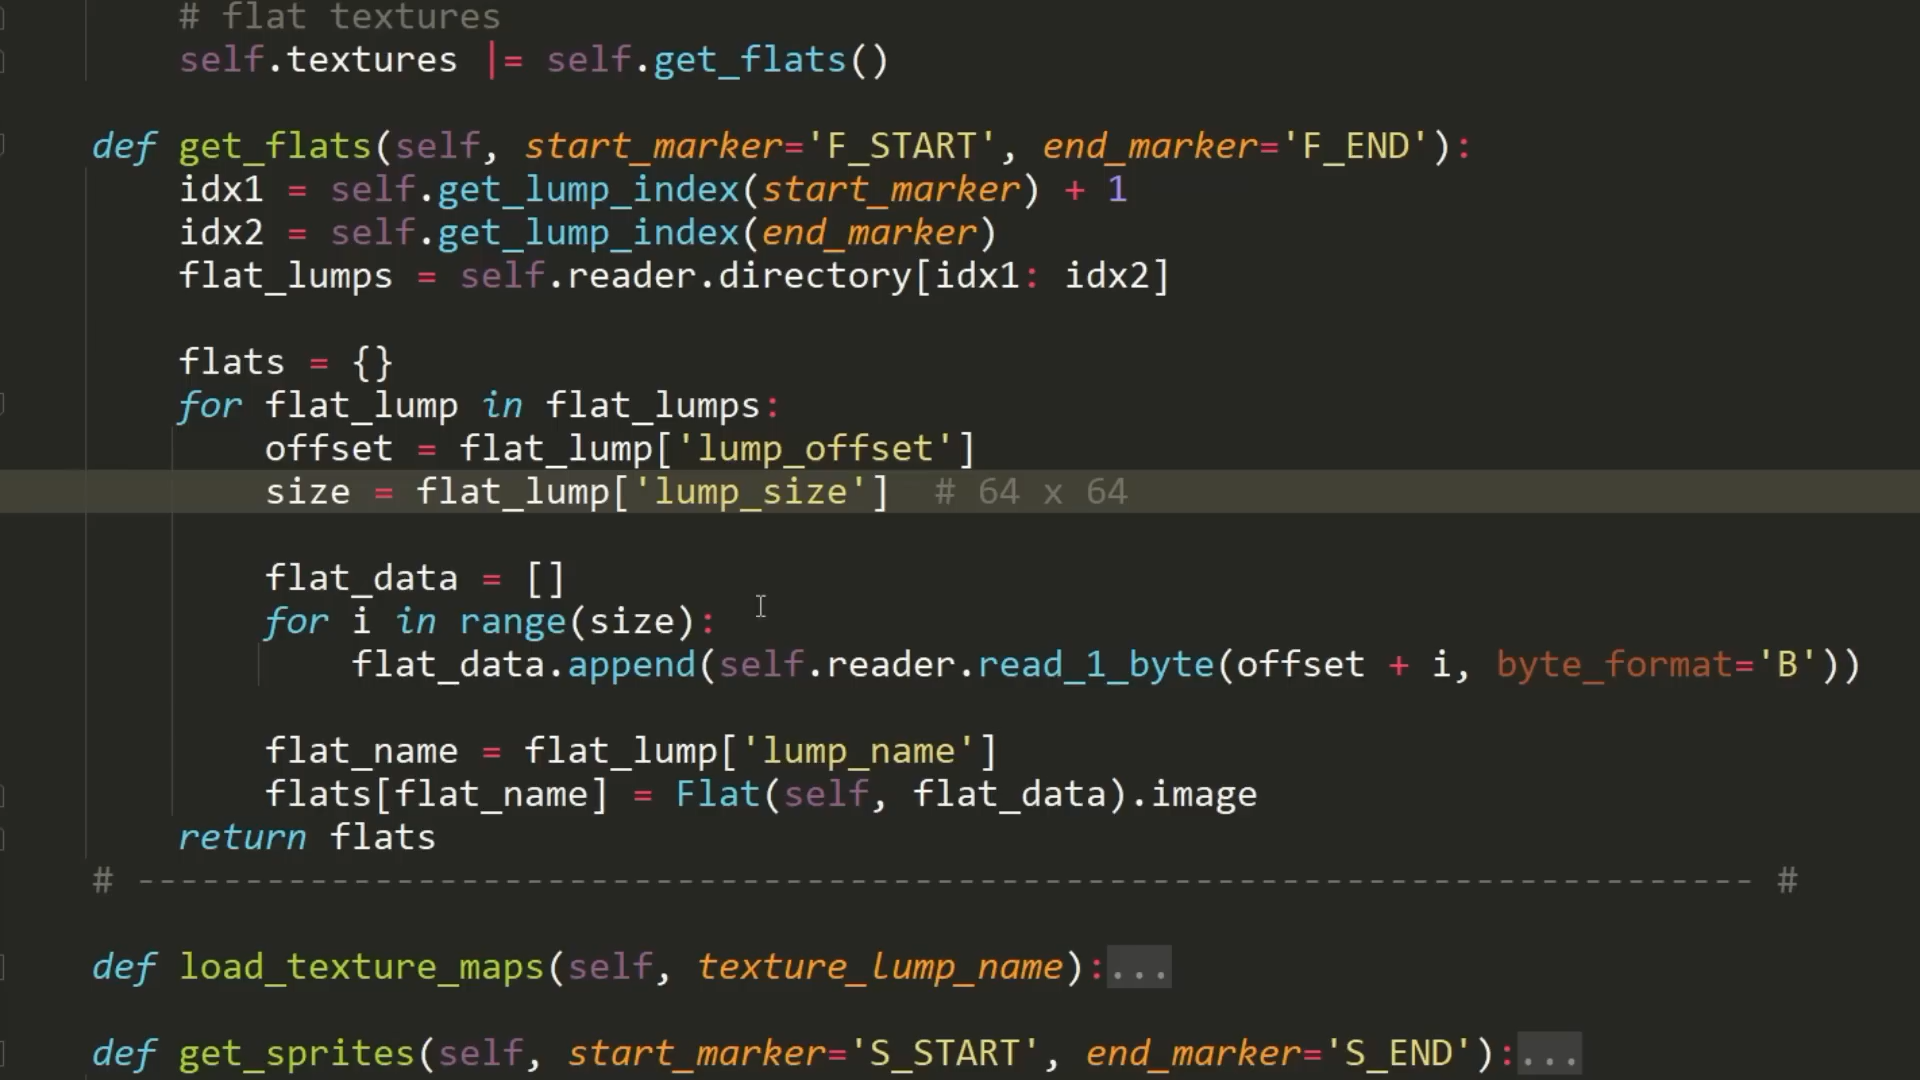 # flat textures
self.textures |= self.get_flats()
def get_flats(self, start_marker='F_START', end_marker='F_END'):
idx1 = self.get_lump_index(start_marker) + 1
idx2 = self.get_lump_index(end_marker)
flat_lumps = self.reader.directory[idx1: idx2]
flats = {}
for flat_lump in flat_lumps:
offset = flat_lump['lump_offset']
size = flat_lump['lump_size']  # 64 x 64
flat_data = []
for i in range(size):
flat_data.append(self.reader.read_1_byte(offset + i, byte_format='B'))
flat_name = flat_lump['lump_name']
flats[flat_name] = Flat(self, flat_data).image
return flats
# --------------------------------------------------------------------------- #
def load_texture_maps(self, texture_lump_name):...
def get_sprites(self, start_marker='S_START', end_marker='S_END'):...